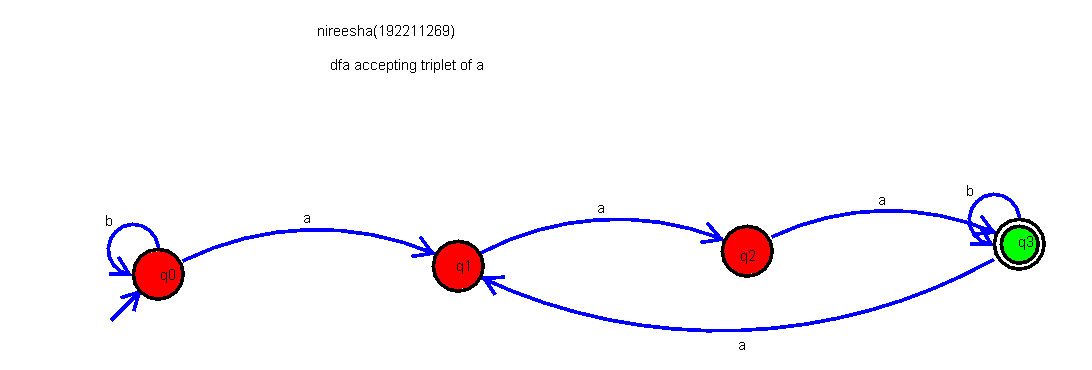 nireesha(192211269)
dfa accepting triplet of a
b
a
a
a
b
q0
q1
q2
q3
a